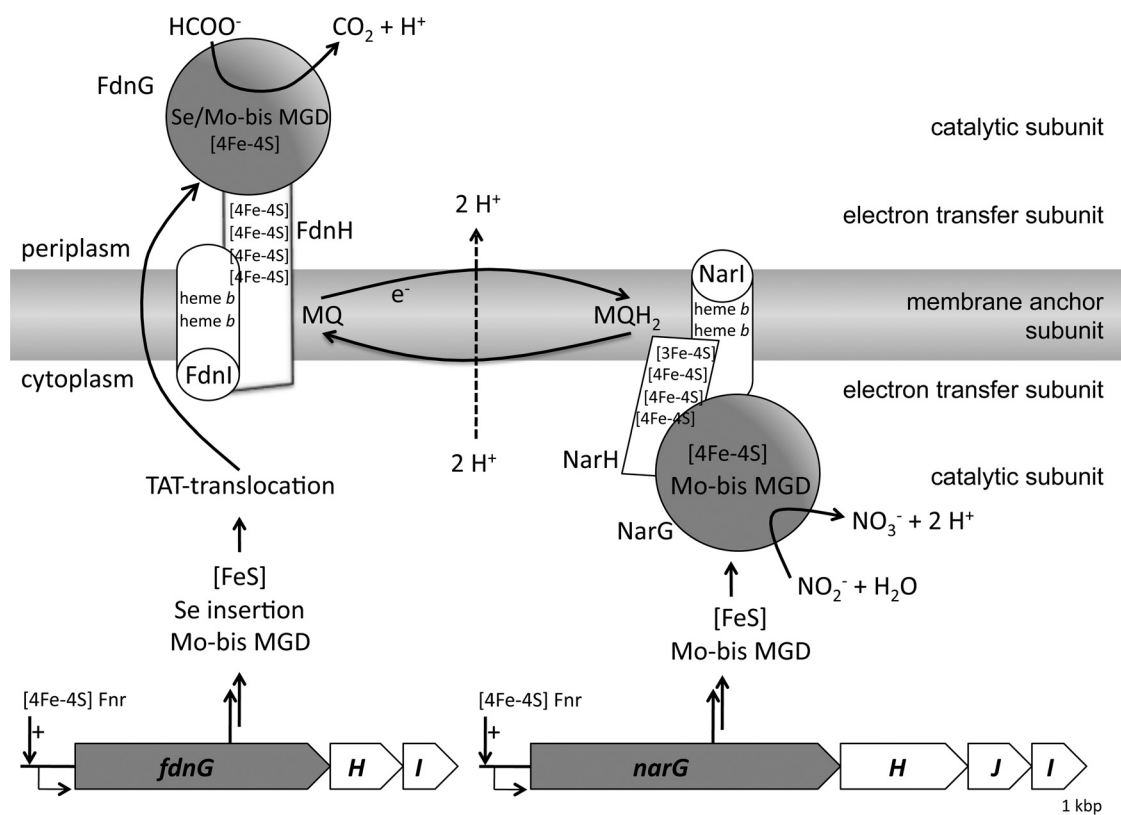 HCOO⁻
CO₂ + H⁺
FdnG
Se/Mo-bis MGD
[4Fe-4S]
catalytic subunit
[4Fe-4S]
[4Fe-4S]
[4Fe-4S]
[4Fe-4S]
FdnH
2 H⁺
electron transfer subunit
periplasm
heme b
heme b
FdnI
cytoplasm
MQ
e⁻
MQH₂
NarI
heme b
heme b
membrane anchor
subunit
[3Fe-4S]
[4Fe-4S]
[4Fe-4S]
[4Fe-4S]
electron transfer subunit
2 H⁺
NarH
[4Fe-4S]
Mo-bis MGD
catalytic subunit
NarG
NO₃⁻ + 2 H⁺
NO₂⁻ + H₂O
TAT-translocation
[FeS]
Se insertion
Mo-bis MGD
[FeS]
Mo-bis MGD
[4Fe-4S] Fnr
+
fdnG
H
I
[4Fe-4S] Fnr
+
narG
H
J
I
1 kbp